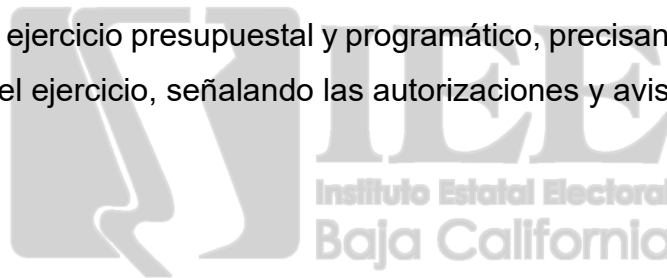 ejercicio presupuestal y programático, precisan
el ejercicio, señalando las autorizaciones y avis
IEE
Instituto Estatal Electoral
Baja California